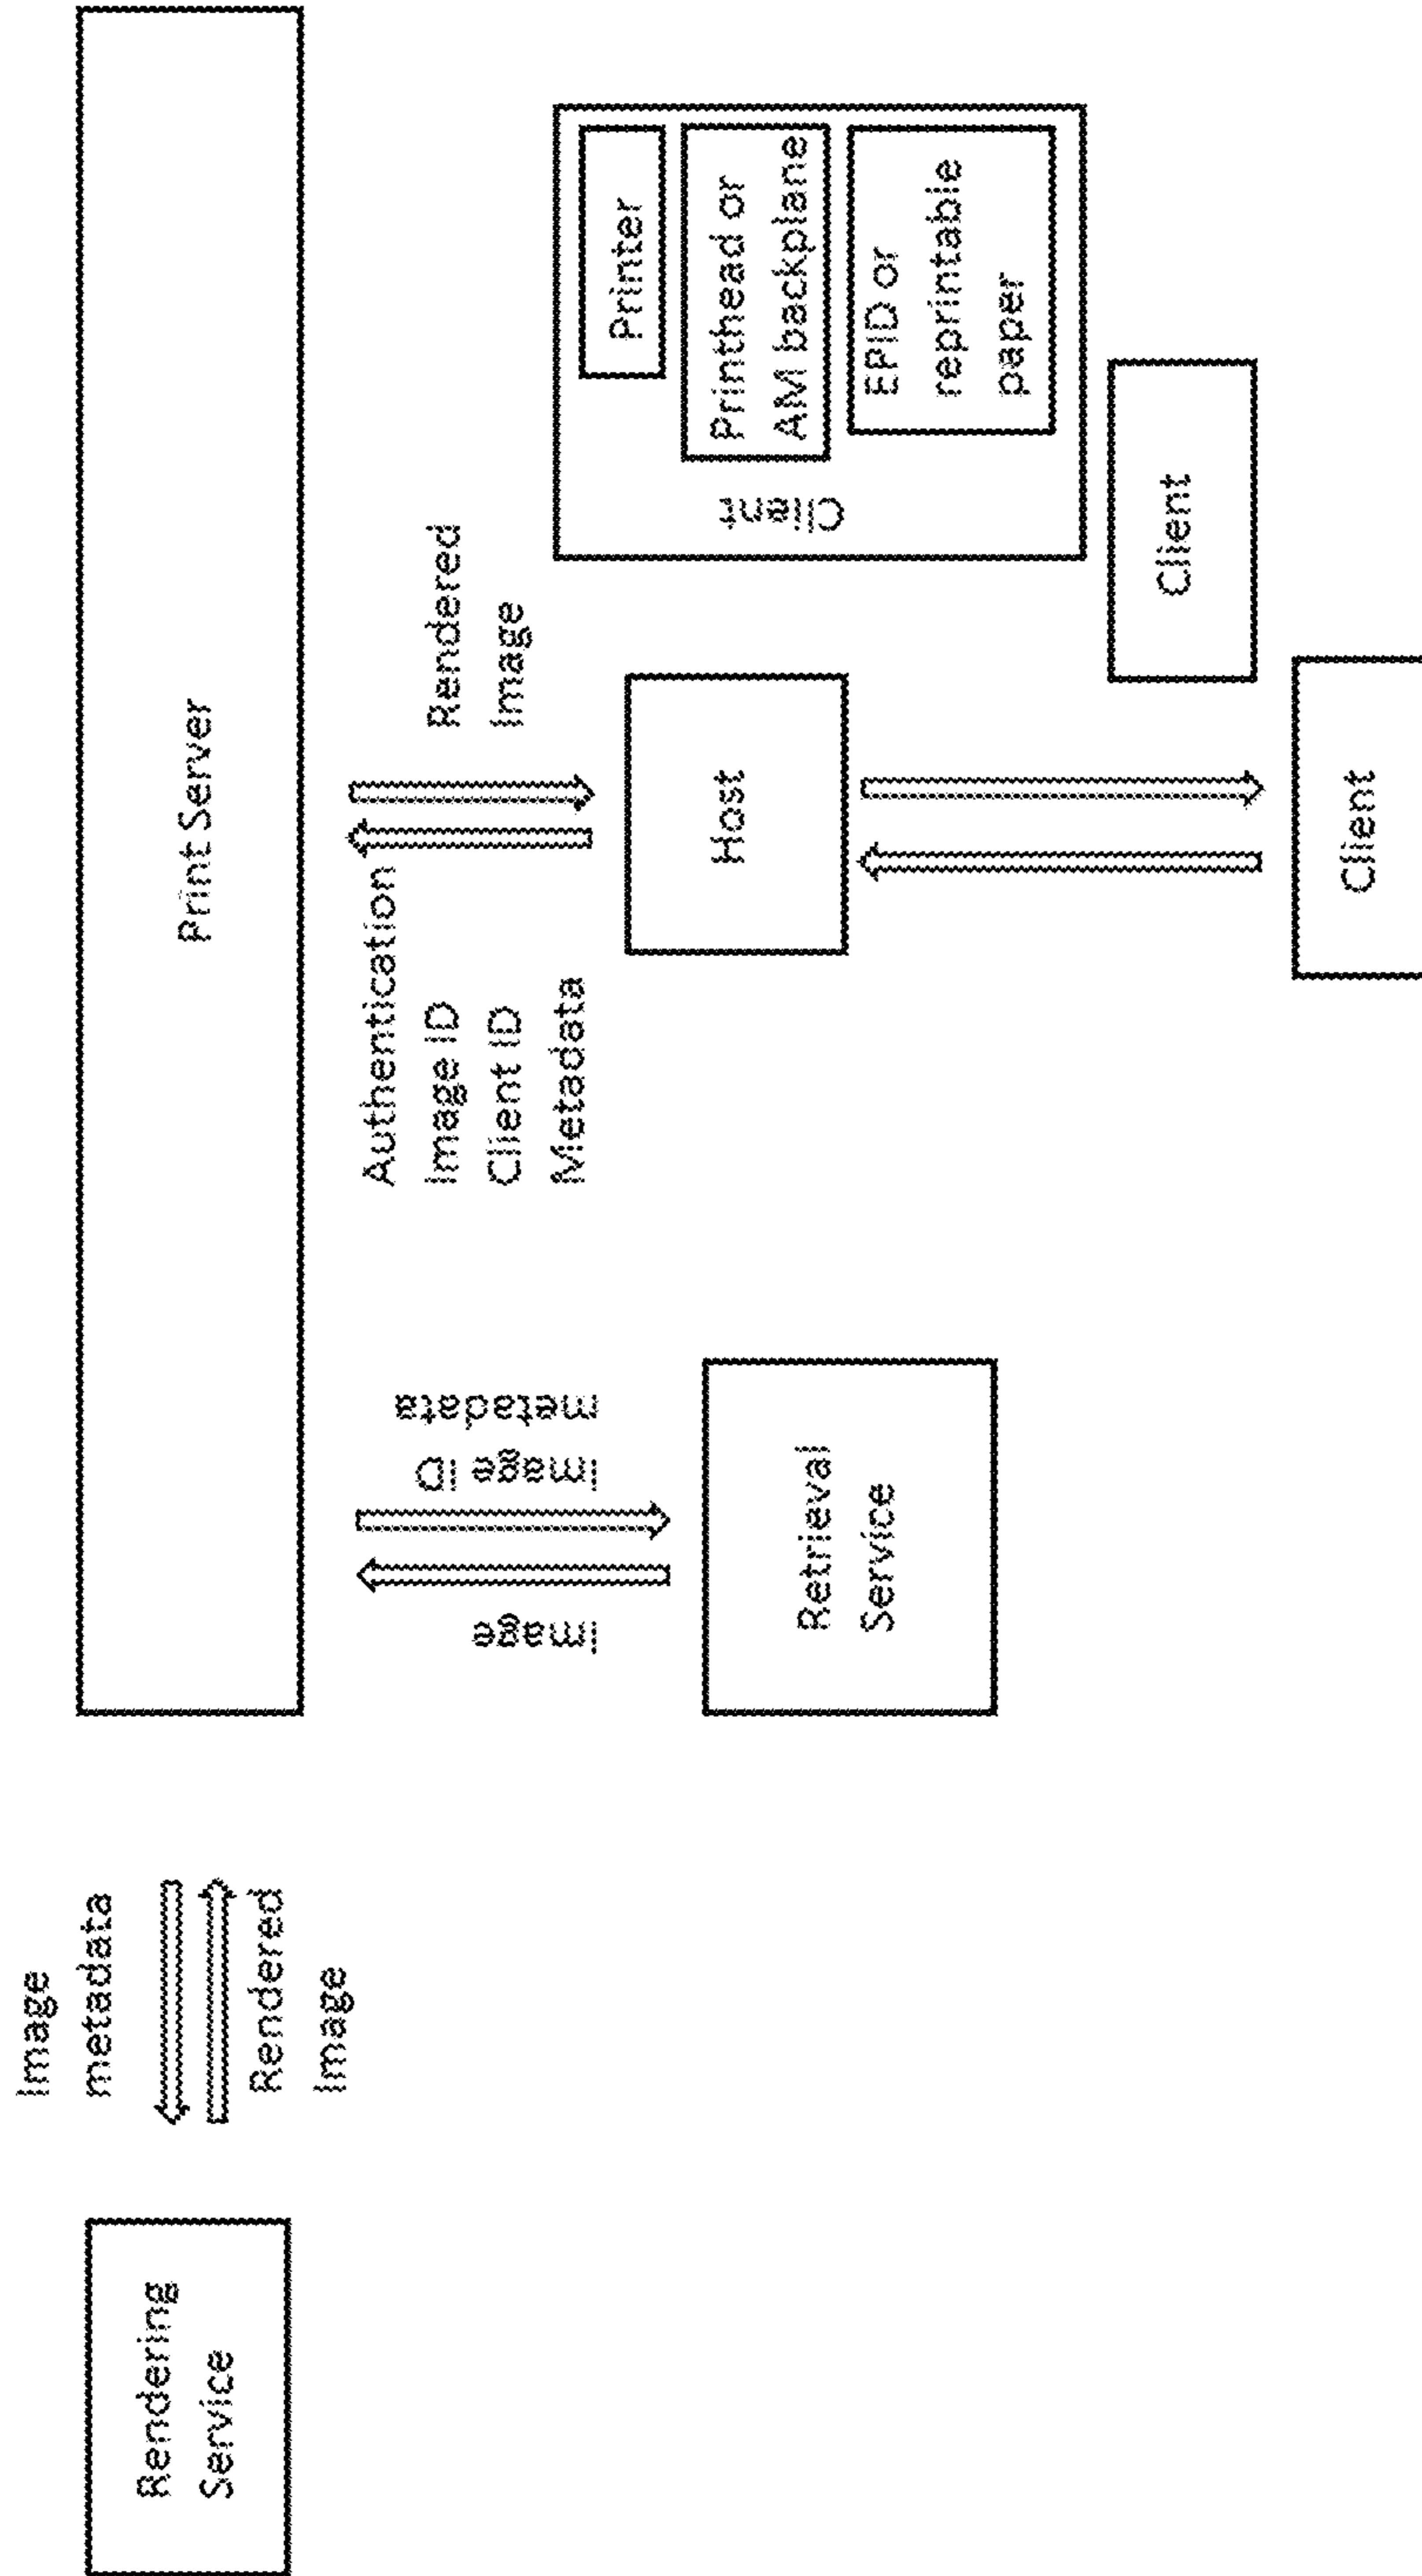 Print Server
Image
metadata
Rendered
Image
Rendering
Service
image
image iD
metadata
Retrieval
Service
Authentication
Image ID
Client ID
Metadata
Rendered
Image
Host
Client
Printer
Printhead or
AM backplane
EPID or
reprintable
paper
Client
Client